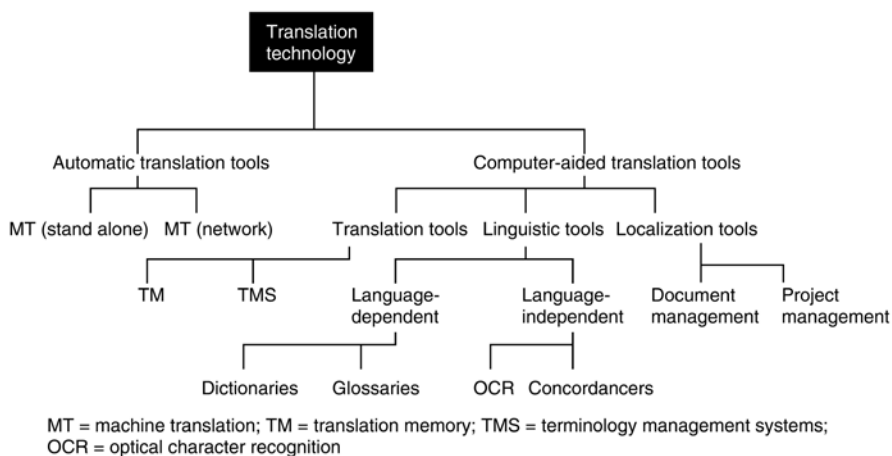 Translation
technology
Automatic translation tools
Computer-aided translation tools
MT (stand alone)
MT (network)
Translation tools
Linguistic tools
Localization tools
TM
TMS
Language-
dependent
Language-
independent
Document
management
Project
management
Dictionaries
Glossaries
OCR
Concordancers
MT = machine translation; TM = translation memory; TMS = terminology management systems;
OCR = optical character recognition